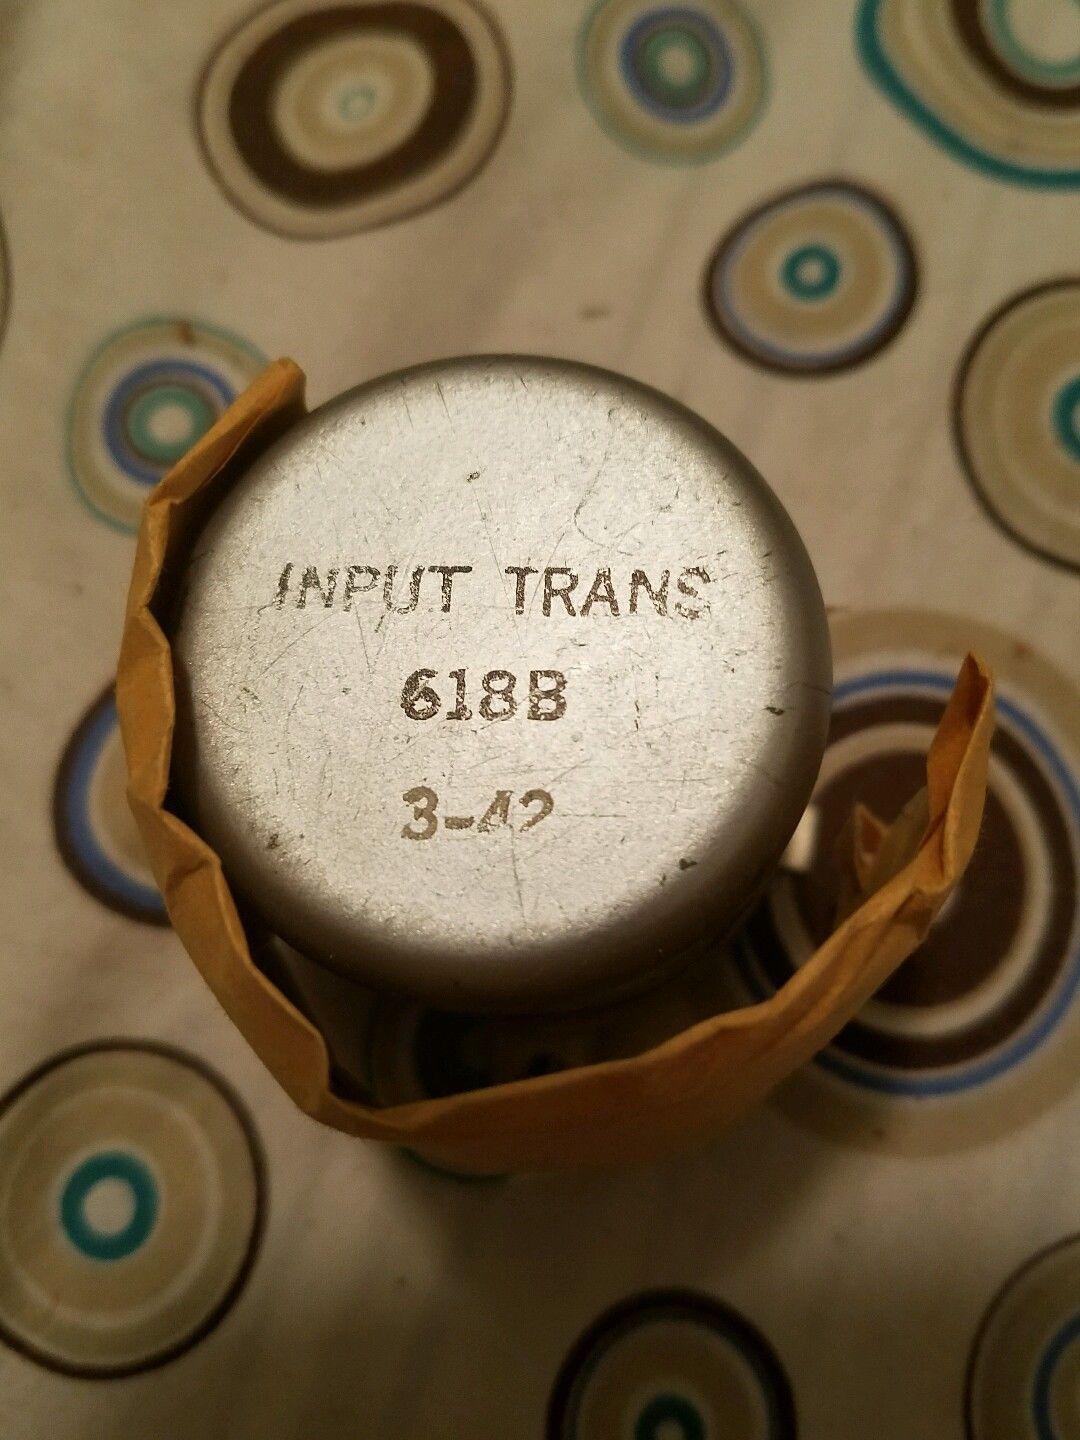 INPUT TRANS
618B
3-42